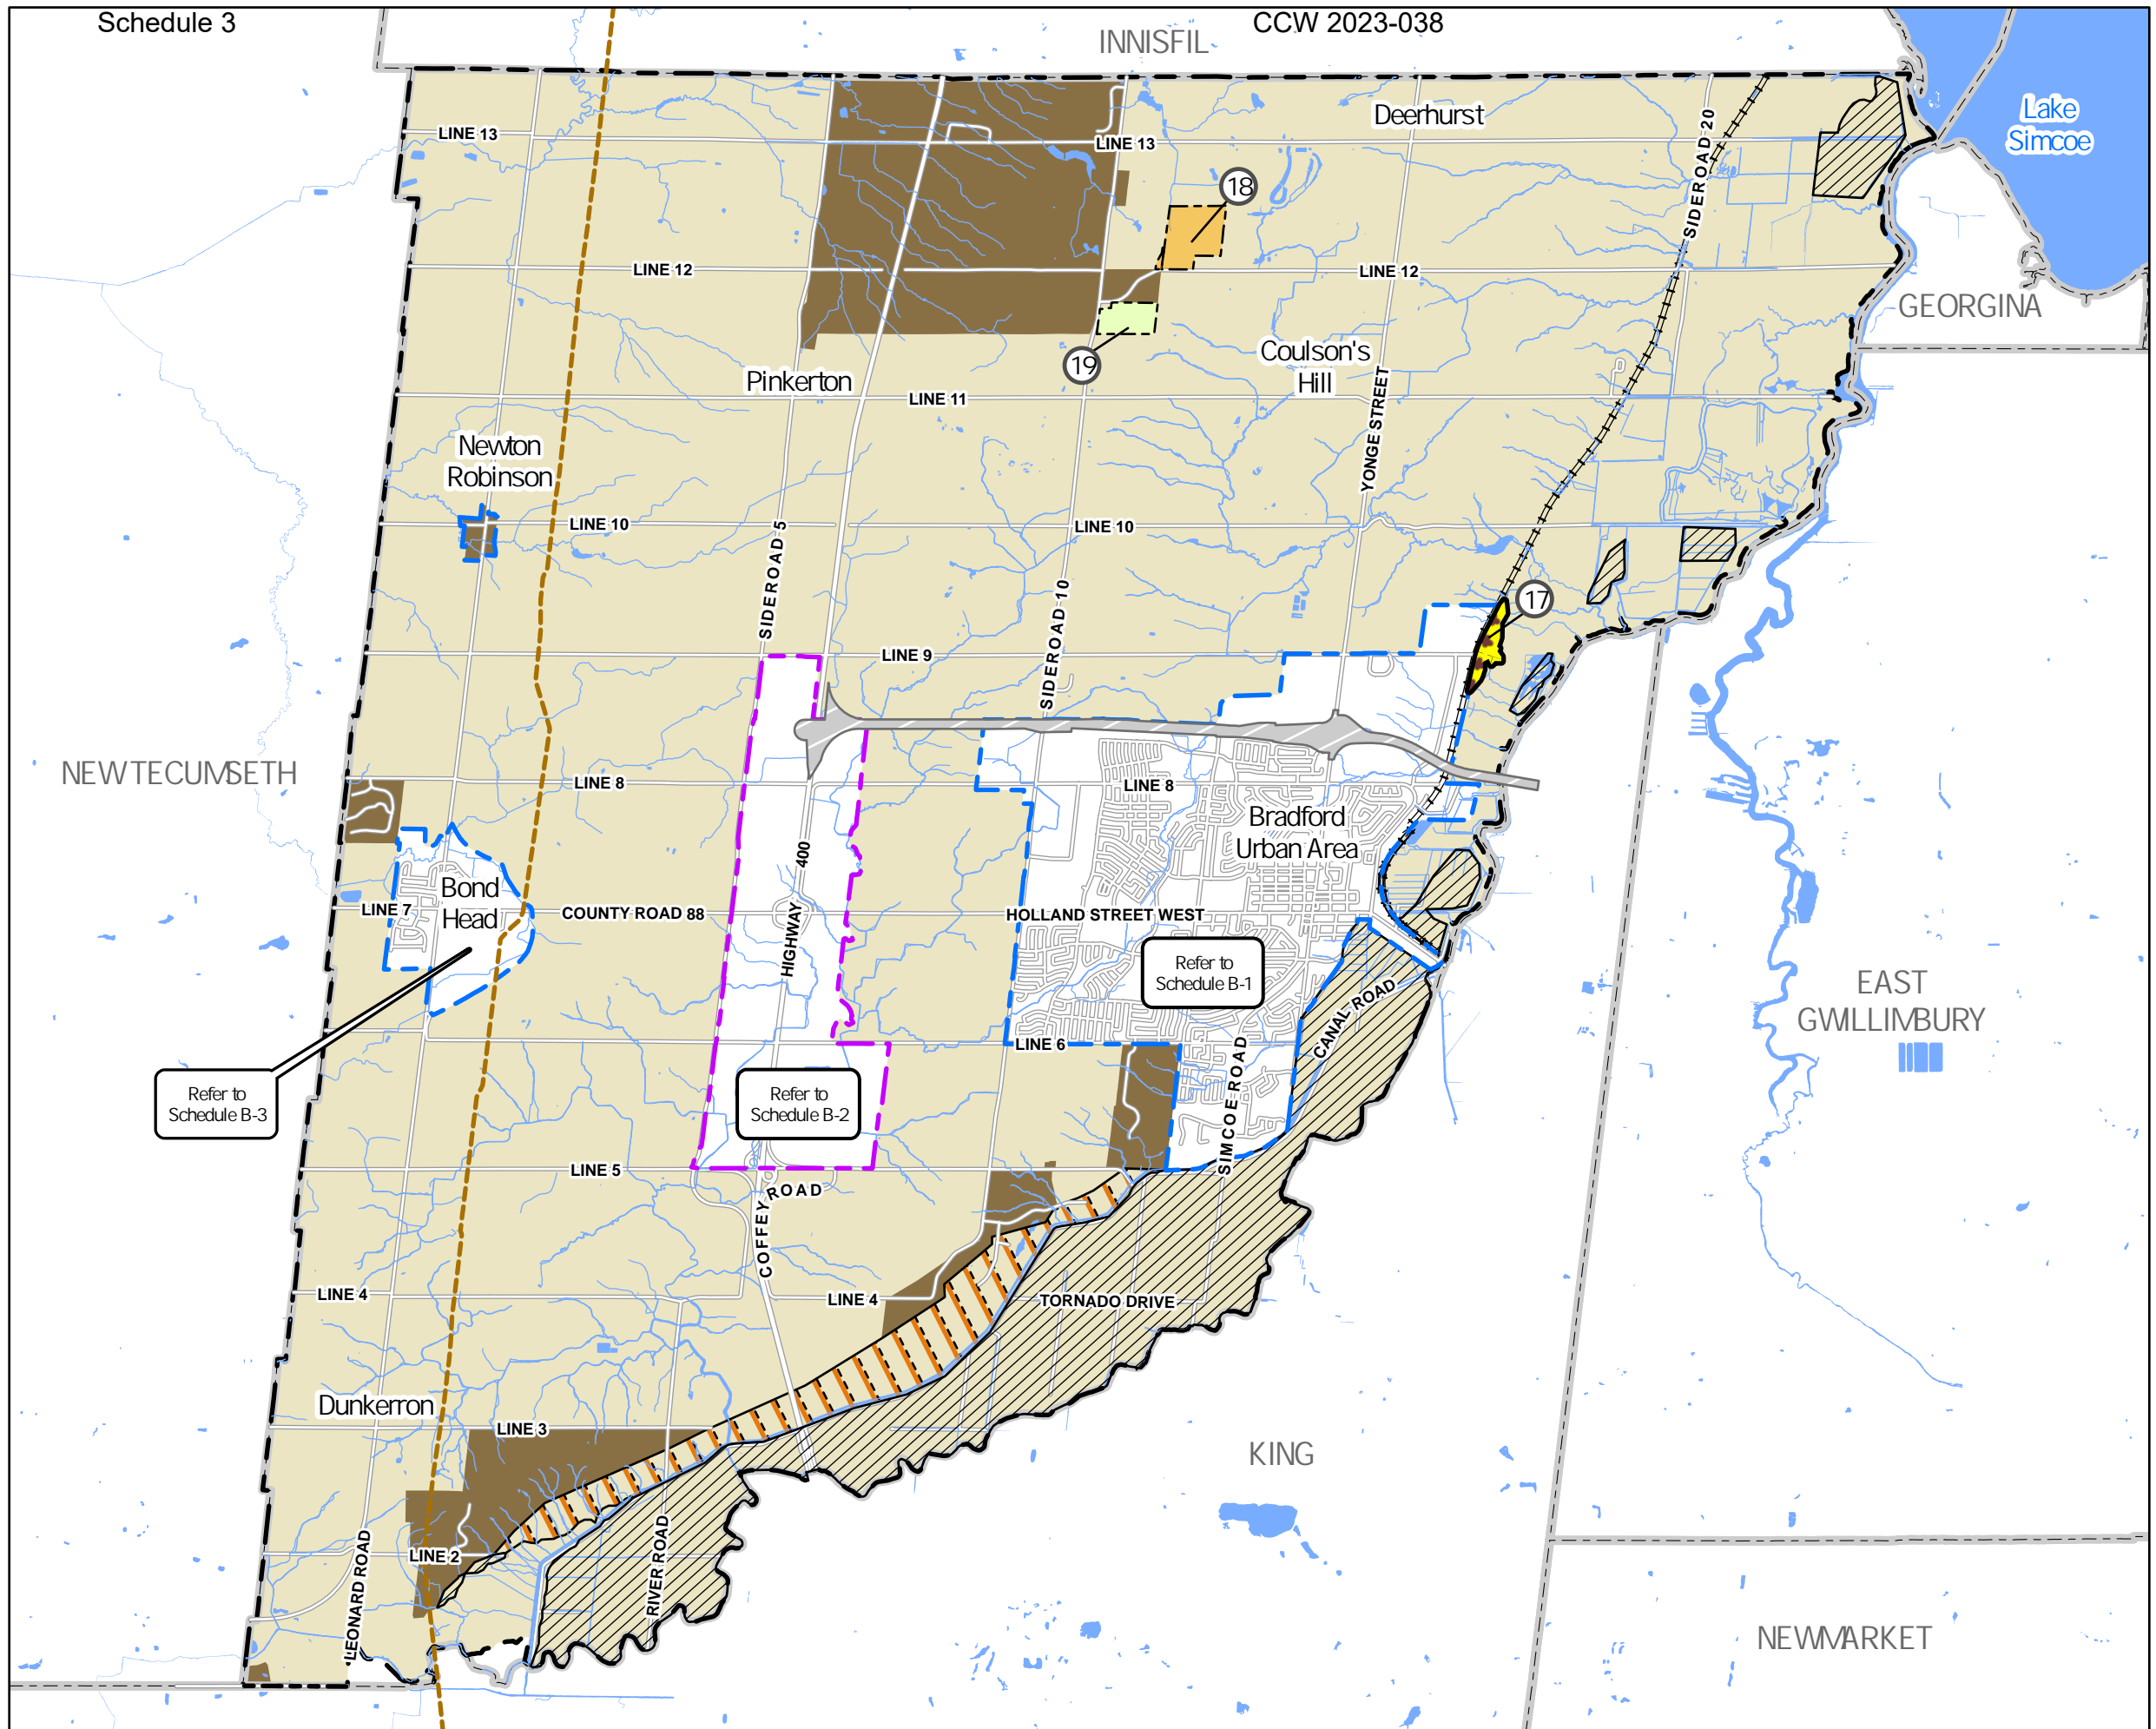 Schedule 3
CCW 2023-038
INNISFIL
Deerhurst
Lake
Simcoe
LINE 13
LINE 13
SIDEROAD 20
18
LINE 12
LINE 12
GEORGINA
19
Coulson's
Hill
Pinkerton
LINE 11
YONGE STREET
Newton
Robinson
LINE 10
LINE 10
SIDEROAD 5
SIDEROAD 10
17
LINE 9
NEW TECUMSETH
LINE 8
LINE 8
Bradford
Urban Area
HIGHWAY 400
Bond
Head
LINE 7
COUNTY ROAD 88
HOLLAND STREET WEST
Refer to
Schedule B-1
EAST
GWILLIMBURY
CANAL ROAD
LINE 6
SIMCOE ROAD
Refer to
Schedule B-3
Refer to
Schedule B-2
LINE 5
COFFEY ROAD
LINE 4
LINE 4
TORNADO DRIVE
Dunkerron
LINE 3
KING
LINE 2
LEONARD ROAD
RIVER ROAD
NEWMARKET